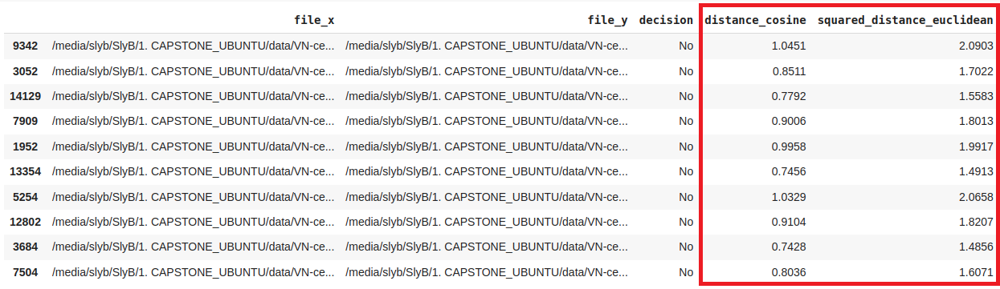 file_x file_y decision distance_cosine squared_distance_euclidean
9342 /media/slyb/SlyB/1. CAPSTONE_UBUNTU/data/VN-ce... /media/slyb/SlyB/1. CAPSTONE_UBUNTU/data/VN-ce... No 1.0451 2.0903
3052 /media/slyb/SlyB/1. CAPSTONE_UBUNTU/data/VN-ce... /media/slyb/SlyB/1. CAPSTONE_UBUNTU/data/VN-ce... No 0.8511 1.7022
14129 /media/slyb/SlyB/1. CAPSTONE_UBUNTU/data/VN-ce... /media/slyb/SlyB/1. CAPSTONE_UBUNTU/data/VN-ce... No 0.7792 1.5583
7909 /media/slyb/SlyB/1. CAPSTONE_UBUNTU/data/VN-ce... /media/slyb/SlyB/1. CAPSTONE_UBUNTU/data/VN-ce... No 0.9006 1.8013
1952 /media/slyb/SlyB/1. CAPSTONE_UBUNTU/data/VN-ce... /media/slyb/SlyB/1. CAPSTONE_UBUNTU/data/VN-ce... No 0.9958 1.9917
13354 /media/slyb/SlyB/1. CAPSTONE_UBUNTU/data/VN-ce... /media/slyb/SlyB/1. CAPSTONE_UBUNTU/data/VN-ce... No 0.7456 1.4913
5254 /media/slyb/SlyB/1. CAPSTONE_UBUNTU/data/VN-ce... /media/slyb/SlyB/1. CAPSTONE_UBUNTU/data/VN-ce... No 1.0329 2.0658
12802 /media/slyb/SlyB/1. CAPSTONE_UBUNTU/data/VN-ce... /media/slyb/SlyB/1. CAPSTONE_UBUNTU/data/VN-ce... No 0.9104 1.8207
3684 /media/slyb/SlyB/1. CAPSTONE_UBUNTU/data/VN-ce... /media/slyb/SlyB/1. CAPSTONE_UBUNTU/data/VN-ce... No 0.7428 1.4856
7504 /media/slyb/SlyB/1. CAPSTONE_UBUNTU/data/VN-ce... /media/slyb/SlyB/1. CAPSTONE_UBUNTU/data/VN-ce... No 0.8036 1.6071